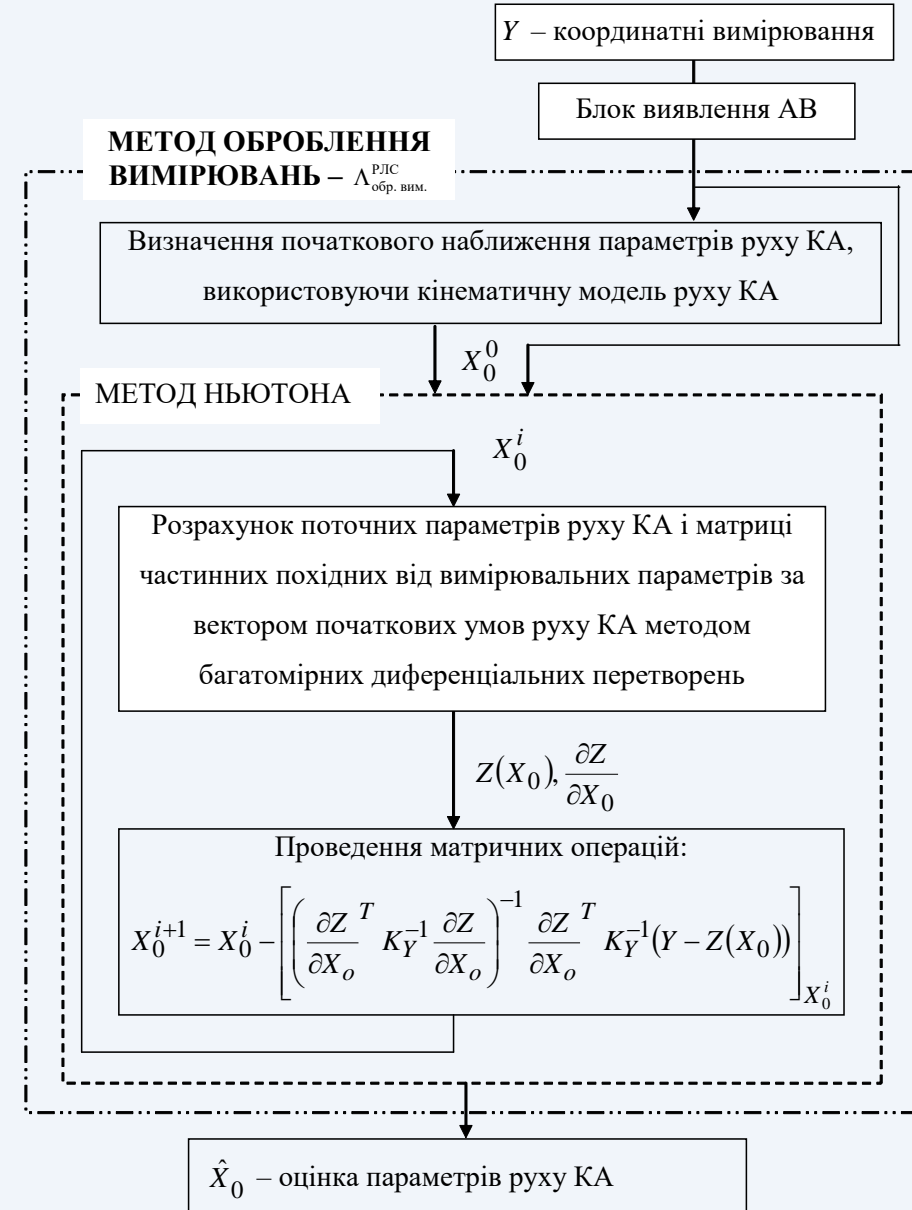 Y – координатні вимірювання
Блок виявлення АВ
МЕТОД ОБРОБЛЕННЯ
ВИМІРЮВАНЬ – Λ^{РЛС}_{обр. вим.}
Визначення початкового наближення параметрів руху КА,
використовуючи кінематичну модель руху КА
X_0^0
МЕТОД НЬЮТОНА
X_0^i
Розрахунок поточних параметрів руху КА і матриці
частинних похідних від вимірювальних параметрів за
вектором початкових умов руху КА методом
багатомірних диференціальних перетворень
Z(X_0), ∂Z/∂X_0
Проведення матричних операцій:
X_0^{i+1} = X_0^i − [(∂Z/∂X_o^T K_Y^{−1} ∂Z/∂X_o)^{−1} ∂Z/∂X_o^T K_Y^{−1}(Y − Z(X_0))]_{X_0^i}
X̂_0 – оцінка параметрів руху КА